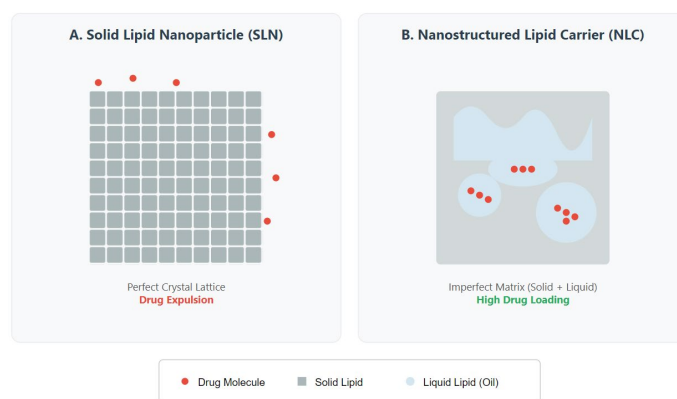 A. Solid Lipid Nanoparticle (SLN)
B. Nanostructured Lipid Carrier (NLC)
Perfect Crystal Lattice
Drug Expulsion
Imperfect Matrix (Solid + Liquid)
High Drug Loading
Drug Molecule
Solid Lipid
Liquid Lipid (Oil)